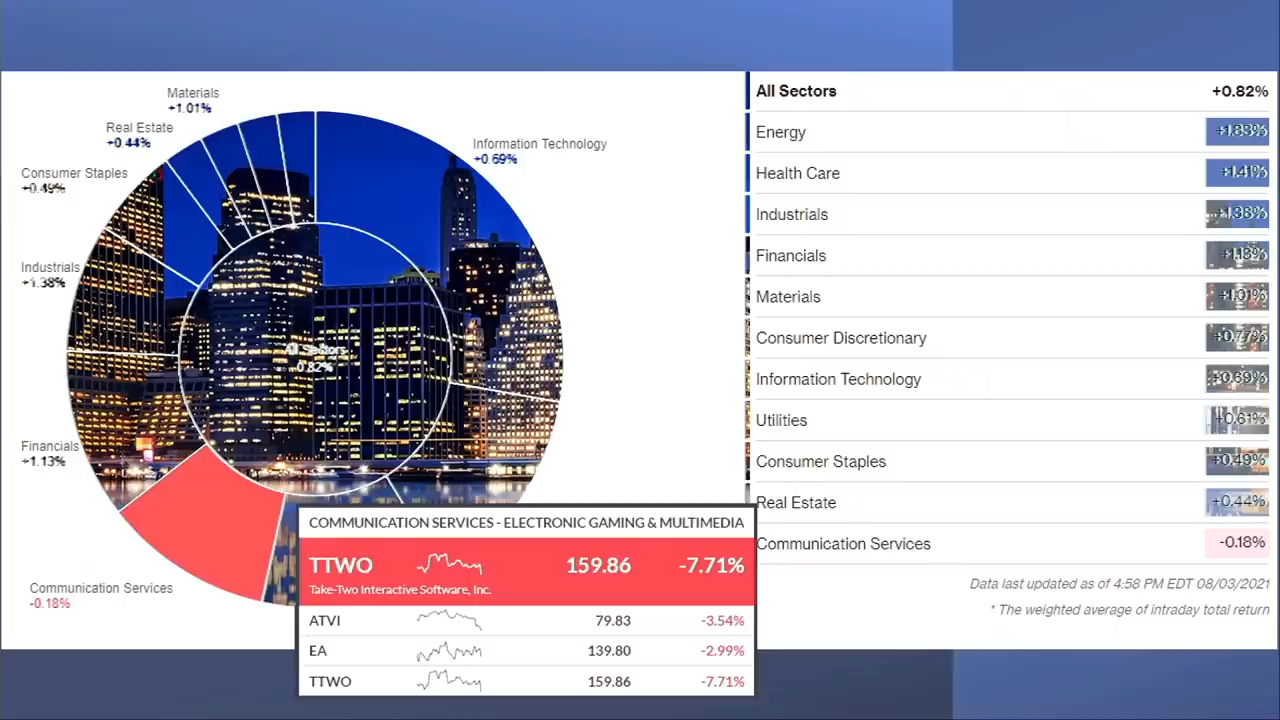 Materials
+1.01%
Real Estate
+0.44%
Information Technology
+0.69%
Consumer Staples
+0.49%
Industrials
+1.38%
All Sectors
0.82%
Financials
+1.13%
Communication Services
-0.18%
All Sectors +0.82%
Energy +1.83%
Health Care +1.41%
Industrials +1.38%
Financials +1.13%
Materials +1.01%
Consumer Discretionary +0.77%
Information Technology +0.69%
Utilities +0.61%
Consumer Staples +0.49%
Real Estate +0.44%
Communication Services -0.18%
Data last updated as of 4:58 PM EDT 08/03/2021
* The weighted average of intraday total return
COMMUNICATION SERVICES - ELECTRONIC GAMING & MULTIMEDIA
TTWO 159.86 -7.71%
Take-Two Interactive Software, Inc.
ATVI 79.83 -3.54%
EA 139.80 -2.99%
TTWO 159.86 -7.71%